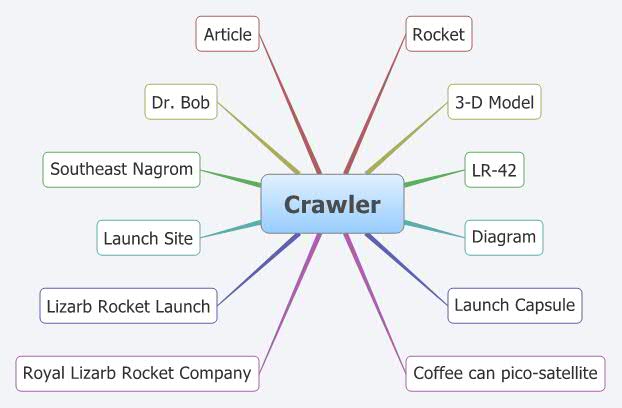 Article
Rocket
Dr. Bob
3-D Model
Southeast Nagrom
LR-42
Crawler
Launch Site
Diagram
Lizarb Rocket Launch
Launch Capsule
Royal Lizarb Rocket Company
Coffee can pico-satellite